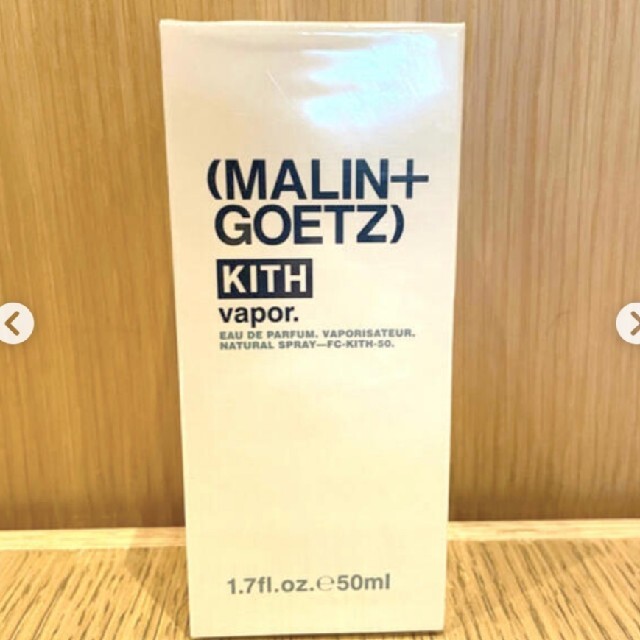 (MALIN+
GOETZ)
KITH
vapor.
EAU DE PARFUM. VAPORISATEUR.
NATURAL SPRAY—FC-KITH-50.
1.7fl.oz.℮50ml